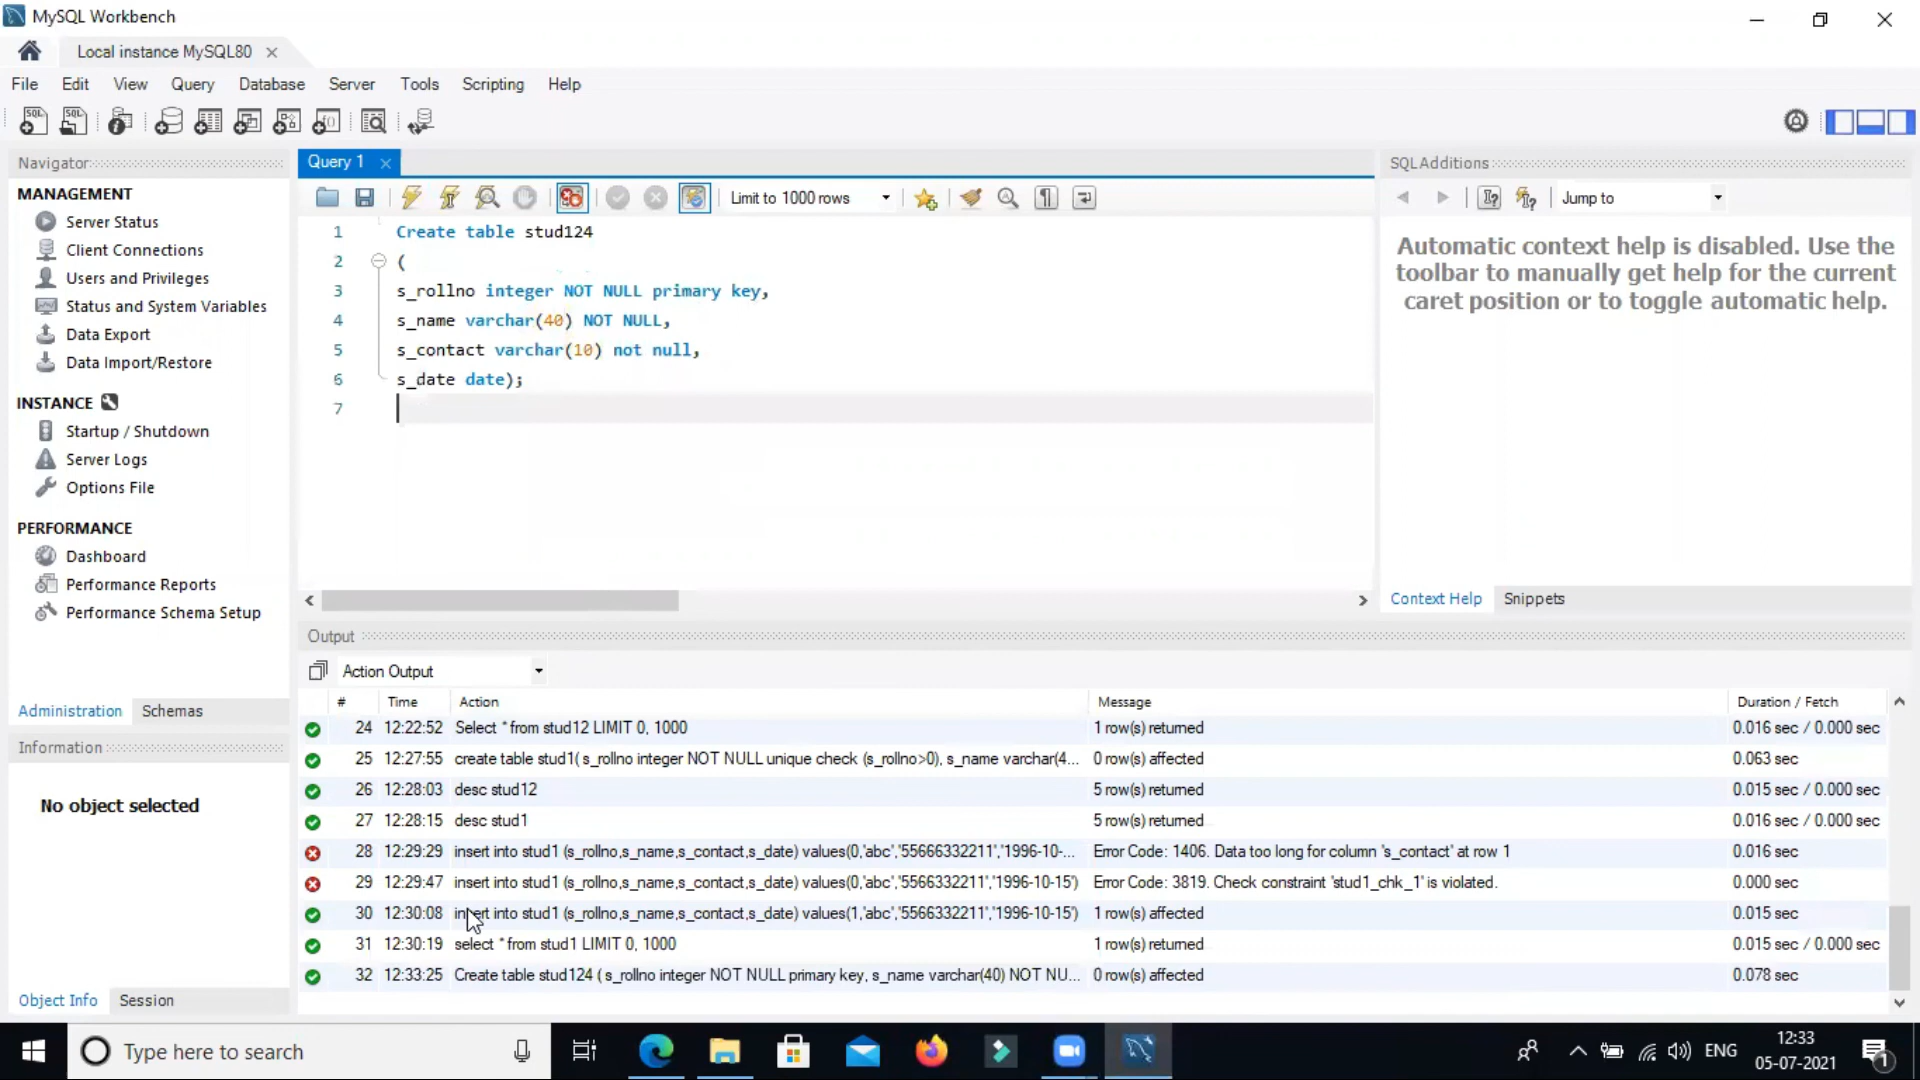 MySQL Workbench
Local instance MySQL80
File Edit View Query Database Server Tools Scripting Help
Navigator
MANAGEMENT
Server Status
Client Connections
Users and Privileges
Status and System Variables
Data Export
Data Import/Restore
INSTANCE
Startup / Shutdown
Server Logs
Options File
PERFORMANCE
Dashboard
Performance Reports
Performance Schema Setup
Administration Schemas
Information
No object selected
Object Info Session
Query 1
Limit to 1000 rows
1 Create table stud124
2 (
3 s_rollno integer NOT NULL primary key,
4 s_name varchar(40) NOT NULL,
5 s_contact varchar(10) not null,
6 s_date date);
7
SQL Additions
Jump to
Automatic context help is disabled. Use the
toolbar to manually get help for the current
caret position or to toggle automatic help.
Context Help Snippets
Output
Action Output
# Time Action Message Duration / Fetch
24 12:22:52 Select * from stud12 LIMIT 0, 1000 1 row(s) returned 0.016 sec / 0.000 sec
25 12:27:55 create table stud1( s_rollno integer NOT NULL unique check (s_rollno>0), s_name varchar(4... 0 row(s) affected 0.063 sec
26 12:28:03 desc stud12 5 row(s) returned 0.015 sec / 0.000 sec
27 12:28:15 desc stud1 5 row(s) returned 0.016 sec / 0.000 sec
28 12:29:29 insert into stud1 (s_rollno,s_name,s_contact,s_date) values(0,'abc','55666332211','1996-10-... Error Code: 1406. Data too long for column 's_contact' at row 1 0.016 sec
29 12:29:47 insert into stud1 (s_rollno,s_name,s_contact,s_date) values(0,'abc','5566332211','1996-10-15') Error Code: 3819. Check constraint 'stud1_chk_1' is violated. 0.000 sec
30 12:30:08 insert into stud1 (s_rollno,s_name,s_contact,s_date) values(1,'abc','5566332211','1996-10-15') 1 row(s) affected 0.015 sec
31 12:30:19 select * from stud1 LIMIT 0, 1000 1 row(s) returned 0.015 sec / 0.000 sec
32 12:33:25 Create table stud124 ( s_rollno integer NOT NULL primary key, s_name varchar(40) NOT NU... 0 row(s) affected 0.078 sec
Type here to search
ENG
12:33
05-07-2021
1